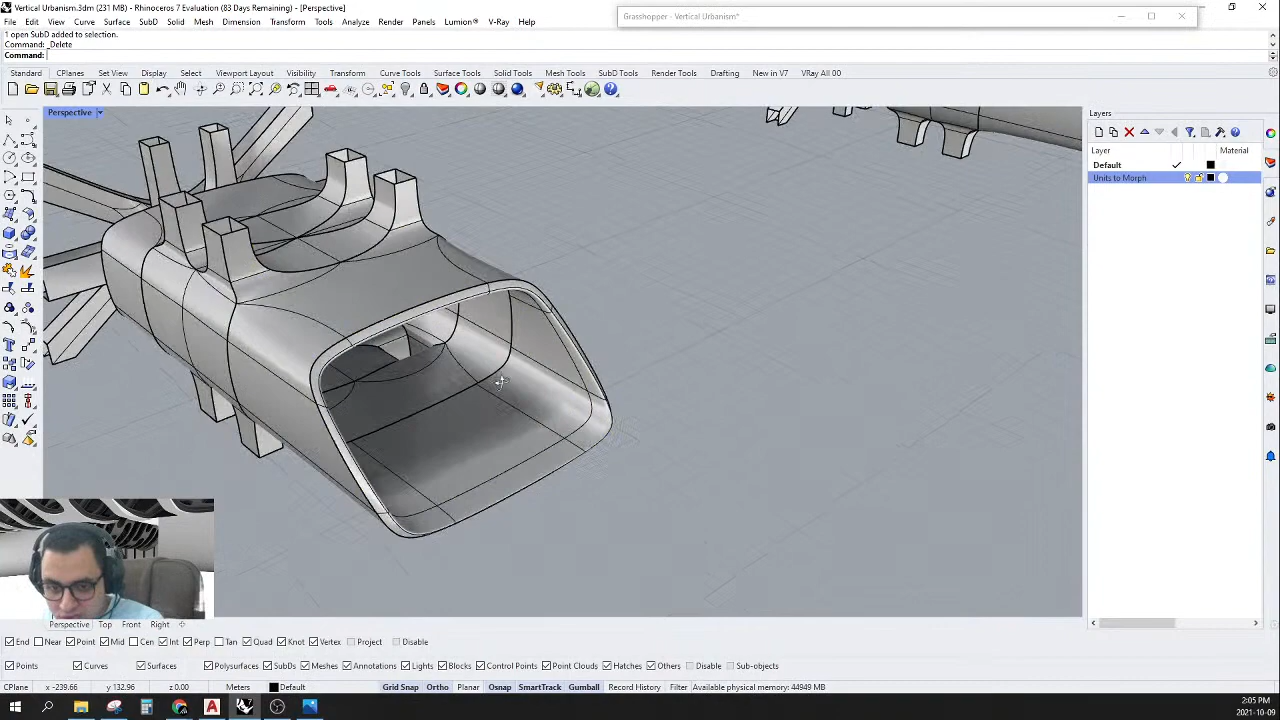 Vertical Urbanism.3dm (231 MB) - Rhinoceros 7 Evaluation (83 Days Remaining) - [Perspective]
Grasshopper - Vertical Urbanism*
File Edit View Curve Surface SubD Solid Mesh Dimension Transform Tools Analyze Render Panels Lumion® V-Ray Help
1 open SubD added to selection.
Command: _Delete
Command:
Standard CPlanes Set View Display Select Viewport Layout Visibility Transform Curve Tools Surface Tools Solid Tools Mesh Tools SubD Tools Render Tools Drafting New in V7 VRay All 00
Perspective
Layers
Layer Material
Default
Units to Morph
Perspective Top Front Right
End Near Point Mid Cen Int Perp Tan Quad Knot Vertex Project Disable
Points Curves Surfaces Polysurfaces SubDs Meshes Annotations Lights Blocks Control Points Point Clouds Hatches Others Disable Sub-objects
CPlane x -239.66 y 132.96 z 0.00 Meters Default Grid Snap Ortho Planar Osnap SmartTrack Gumball Record History Filter Available physical memory: 44949 MB
2:05 PM
2021-10-09